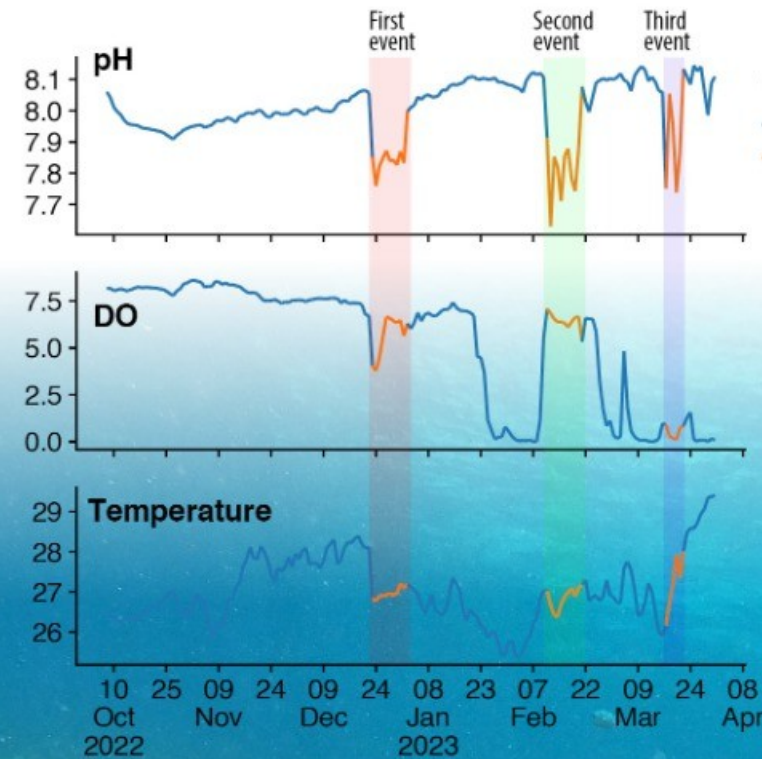 First
event
Second
event
Third
event
pH
8.1
8.0
7.9
7.8
7.7
DO
7.5
5.0
2.5
0.0
Temperature
29
28
27
26
10 25 09 24 09 24 08 23 07 22 09 24 08
Oct Nov Dec Jan Feb Mar Apr
2022 2023